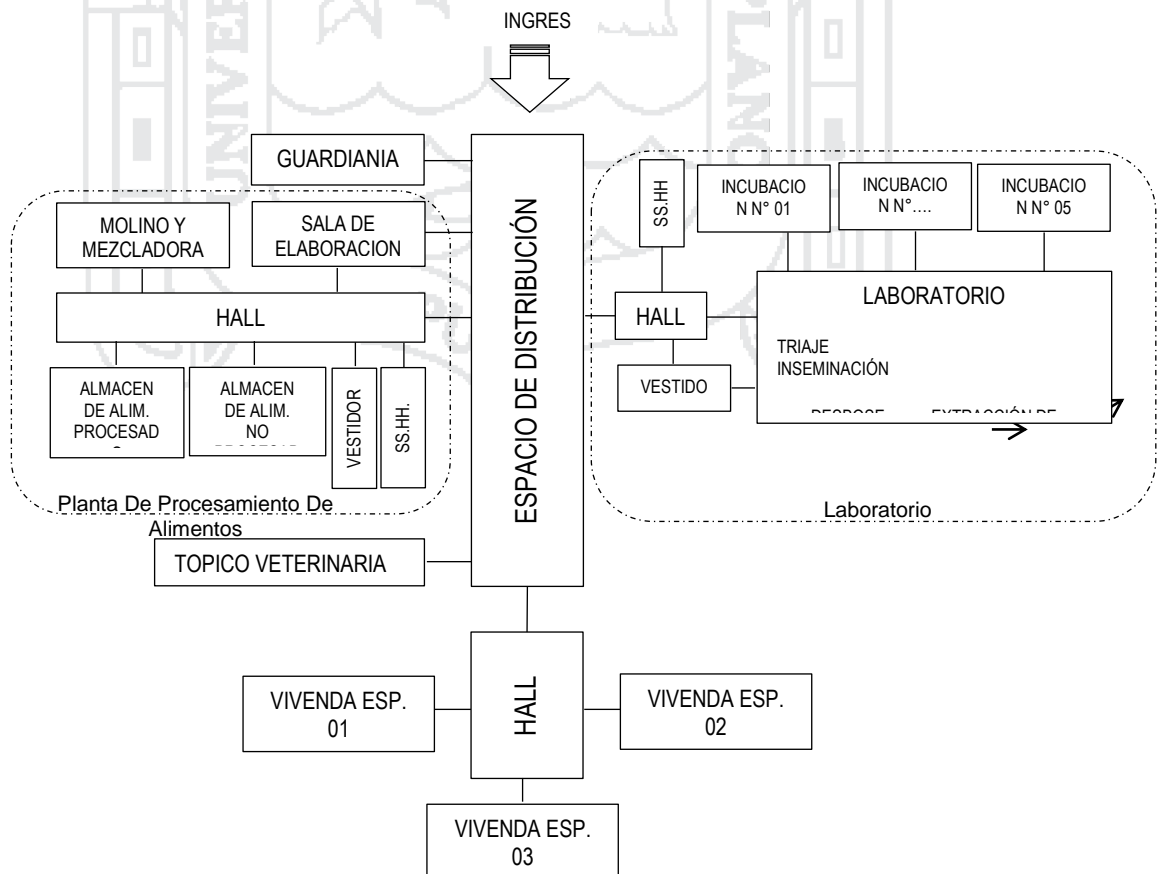 INGRES
GUARDIANIA
MOLINO Y
MEZCLADORA
SALA DE
ELABORACION
HALL
ALMACEN
DE ALIM.
PROCESAD
ALMACEN
DE ALIM.
NO
VESTIDOR
SS.HH.
Planta De Procesamiento De
Alimentos
TOPICO VETERINARIA
ESPACIO DE DISTRIBUCIÓN
SS.HH
INCUBACIO
N N° 01
INCUBACIO
N N°....
INCUBACIO
N N° 05
HALL
VESTIDO
LABORATORIO
TRIAJE
INSEMINACIÓN
EXTRACCIÓN DE
Laboratorio
HALL
VIVENDA ESP.
01
VIVENDA ESP.
02
VIVENDA ESP.
03